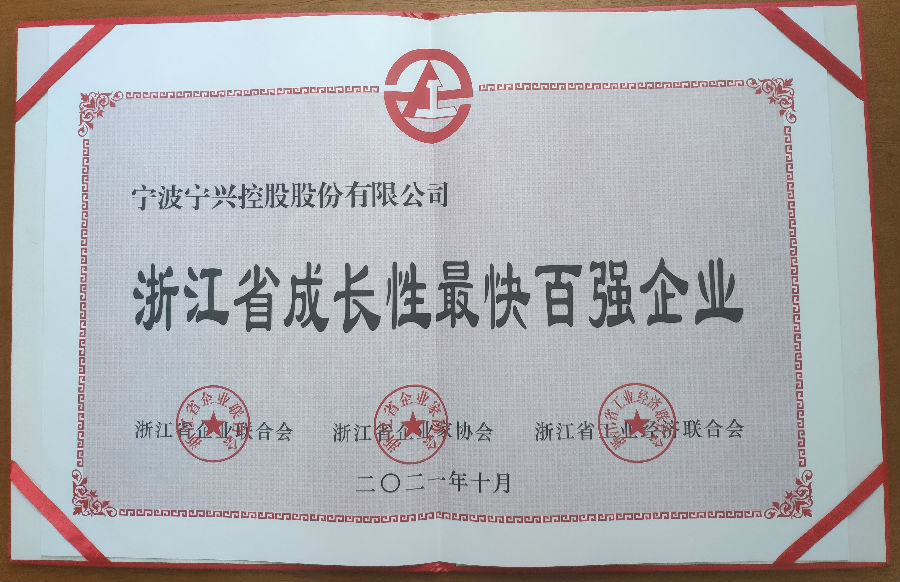 宁波宁兴控股股份有限公司
浙江省成长性最快百强企业
浙江省企业联合会
浙江省企业家协会
浙江省工业经济联合会
二〇二一年十月